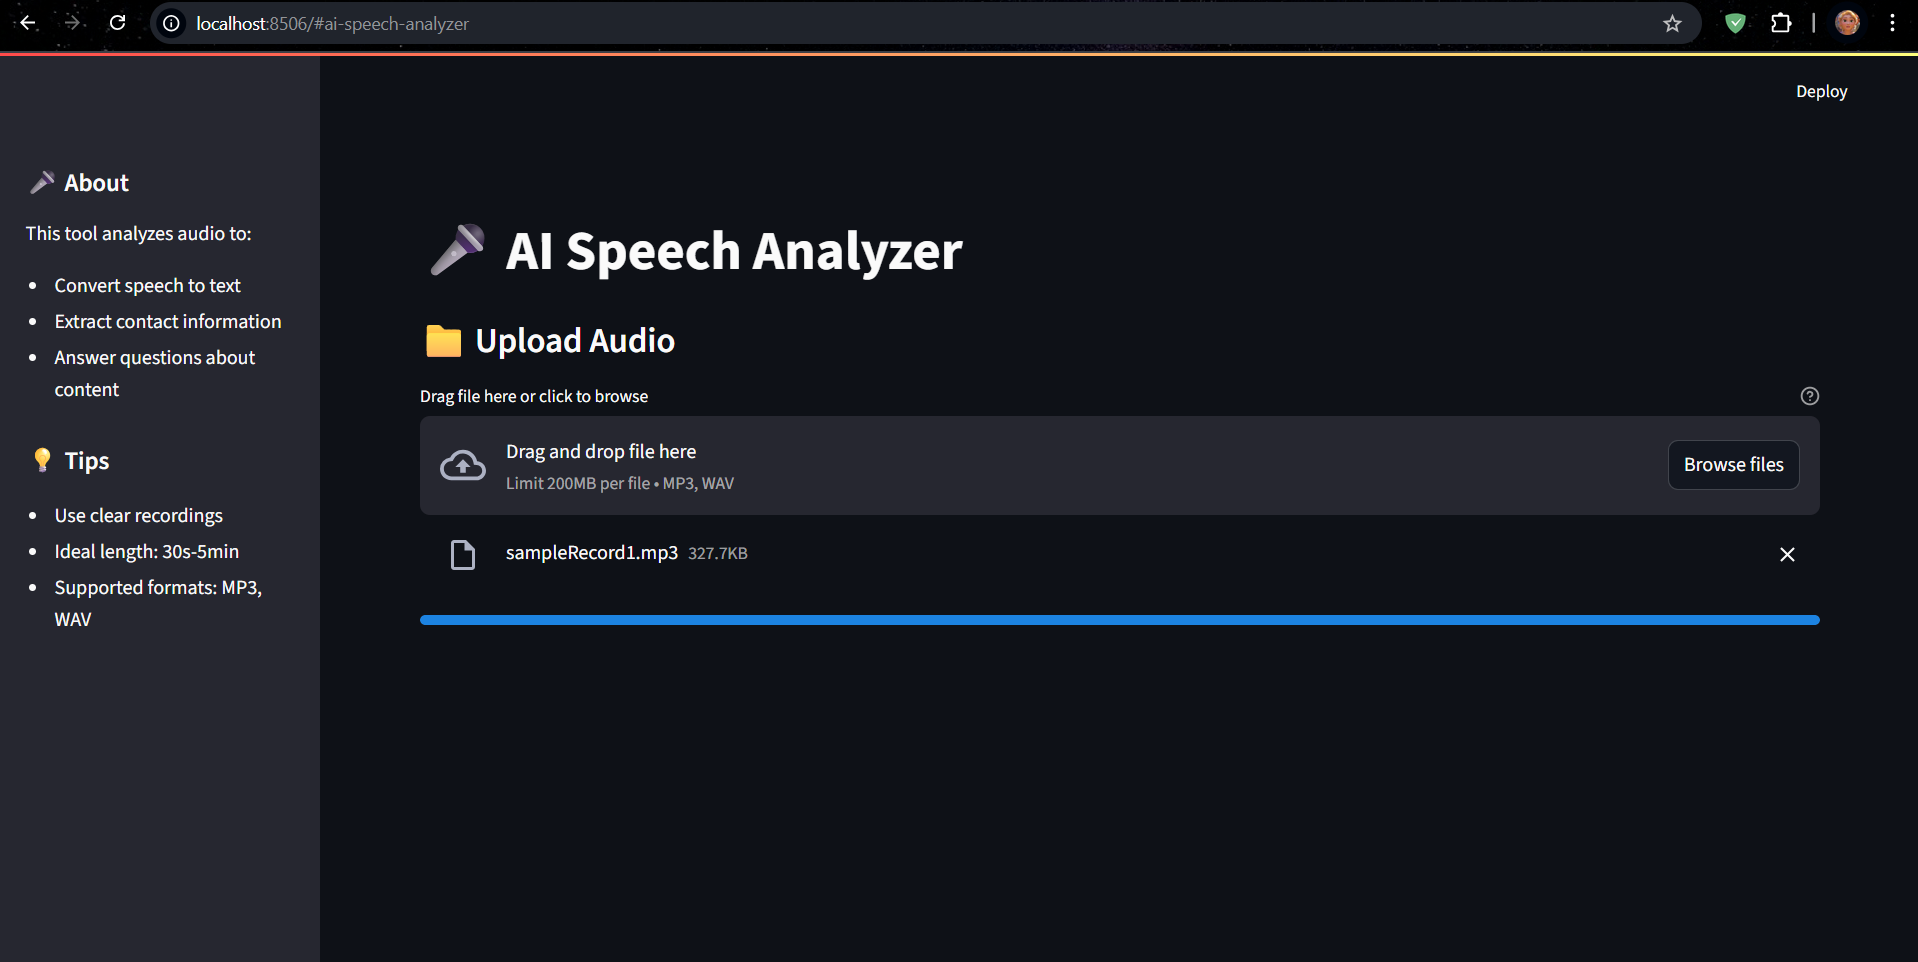 localhost:8506/#ai-speech-analyzer
Deploy
About
This tool analyzes audio to:
• Convert speech to text
• Extract contact information
• Answer questions about
content
Tips
• Use clear recordings
• Ideal length: 30s-5min
• Supported formats: MP3,
WAV
AI Speech Analyzer
Upload Audio
Drag file here or click to browse
Drag and drop file here
Limit 200MB per file • MP3, WAV
Browse files
sampleRecord1.mp3 327.7KB